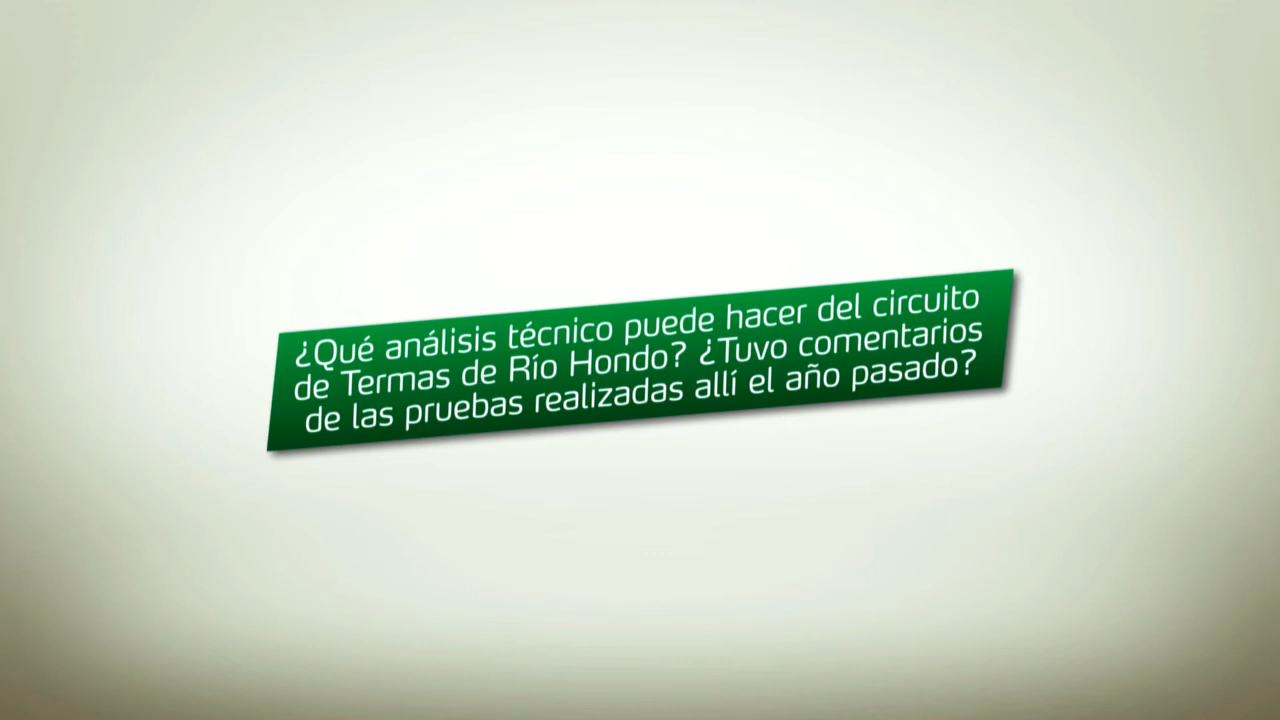 ¿Qué análisis técnico puede hacer del circuito
de Termas de Río Hondo? ¿Tuvo comentarios
de las pruebas realizadas allí el año pasado?